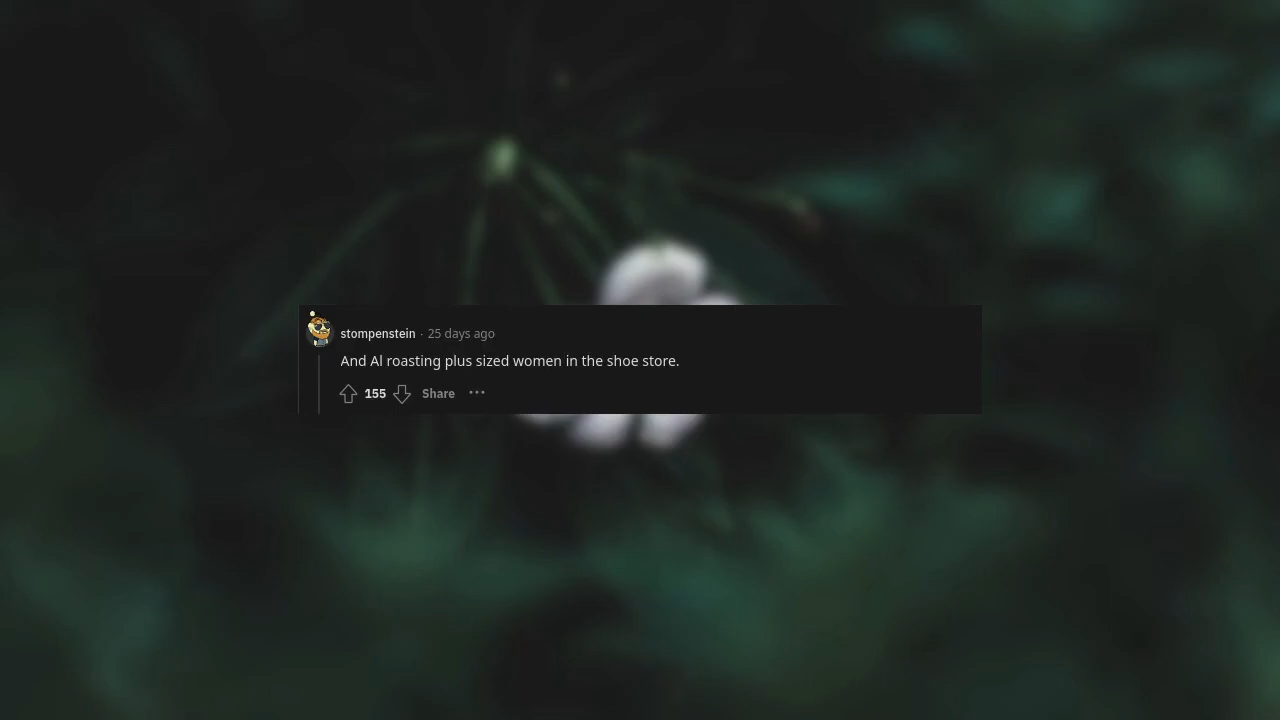 stompenstein · 25 days ago
And Al roasting plus sized women in the shoe store.
155 Share ···